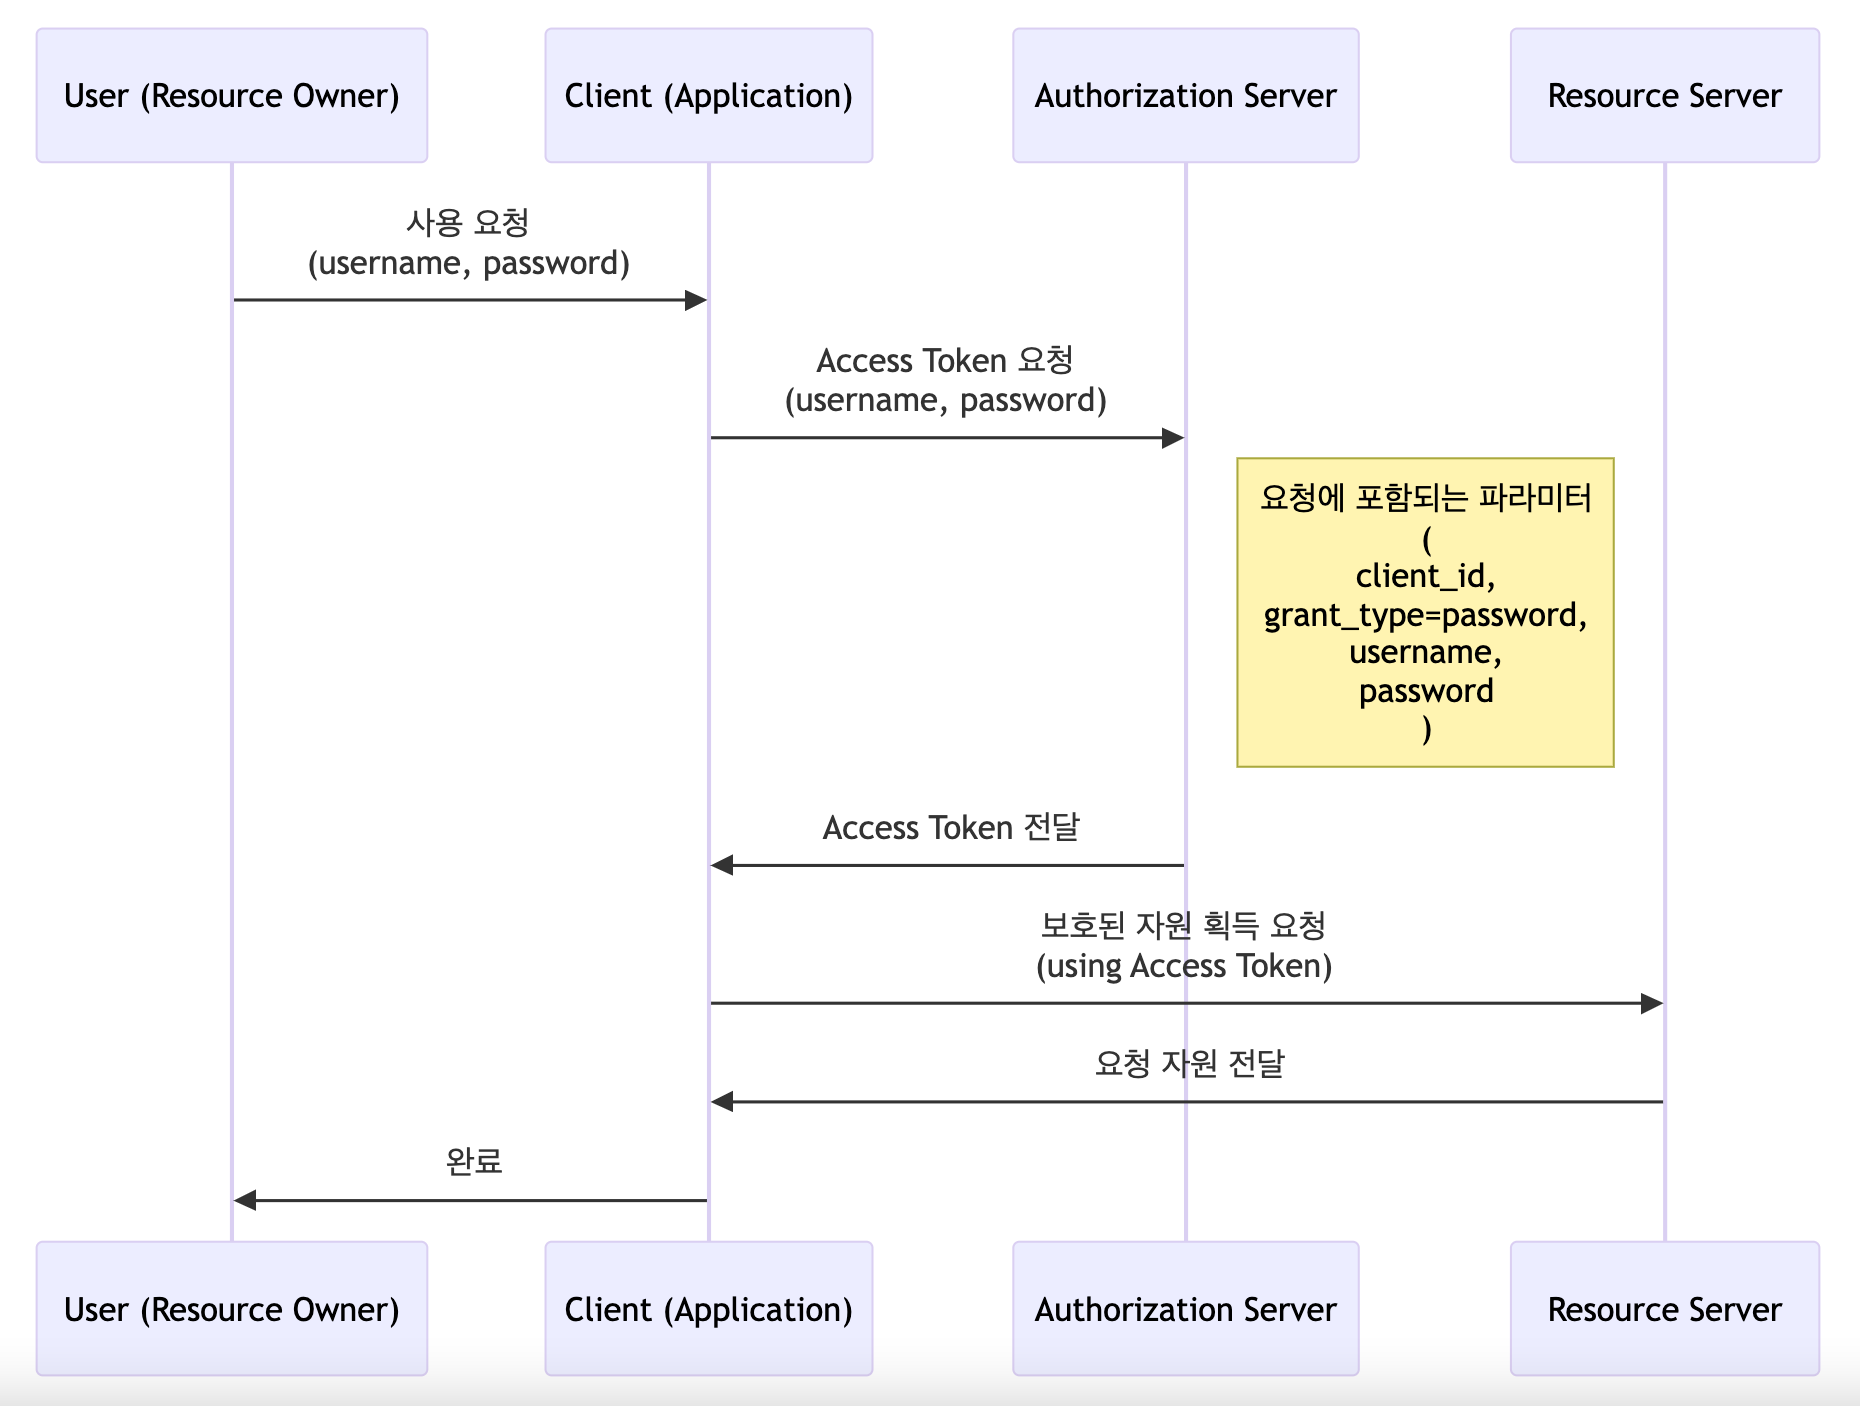 User (Resource Owner)
Client (Application)
Authorization Server
Resource Server
사용 요청
(username, password)
Access Token 요청
(username, password)
요청에 포함되는 파라미터
(
client_id,
grant_type=password,
username,
password
)
Access Token 전달
보호된 자원 획득 요청
(using Access Token)
요청 자원 전달
완료
User (Resource Owner)
Client (Application)
Authorization Server
Resource Server